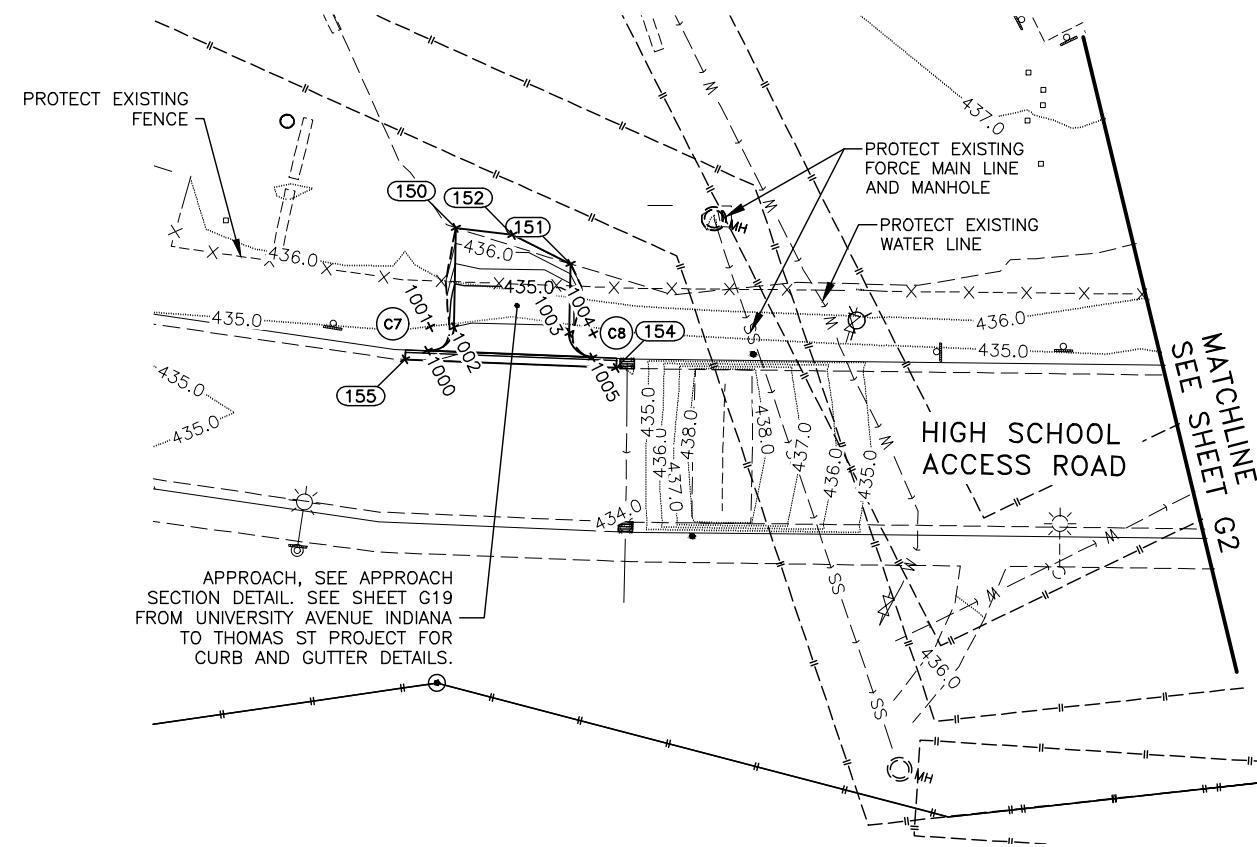 PROTECT EXISTING
FENCE
437.0
PROTECT EXISTING
FORCE MAIN LINE
AND MANHOLE
W
MH
W
150
152
151
PROTECT EXISTING
WATER LINE
436.0
436.0
435.0
W
1001
C7
1002
1000
1003
1004
C8
154
1005
155
435.0
SS
W
436.0
435.0
MATCHLINE
SEE SHEET G2
435.0
435.0
435.0
436.0
437.0
438.0
438.0
437.0
436.0
435.0
W
HIGH SCHOOL
ACCESS ROAD
SS
434.0
W
W
W
APPROACH, SEE APPROACH
SECTION DETAIL. SEE SHEET G19
FROM UNIVERSITY AVENUE INDIANA
TO THOMAS ST PROJECT FOR
CURB AND GUTTER DETAILS.
436.0
SS
SS
MH